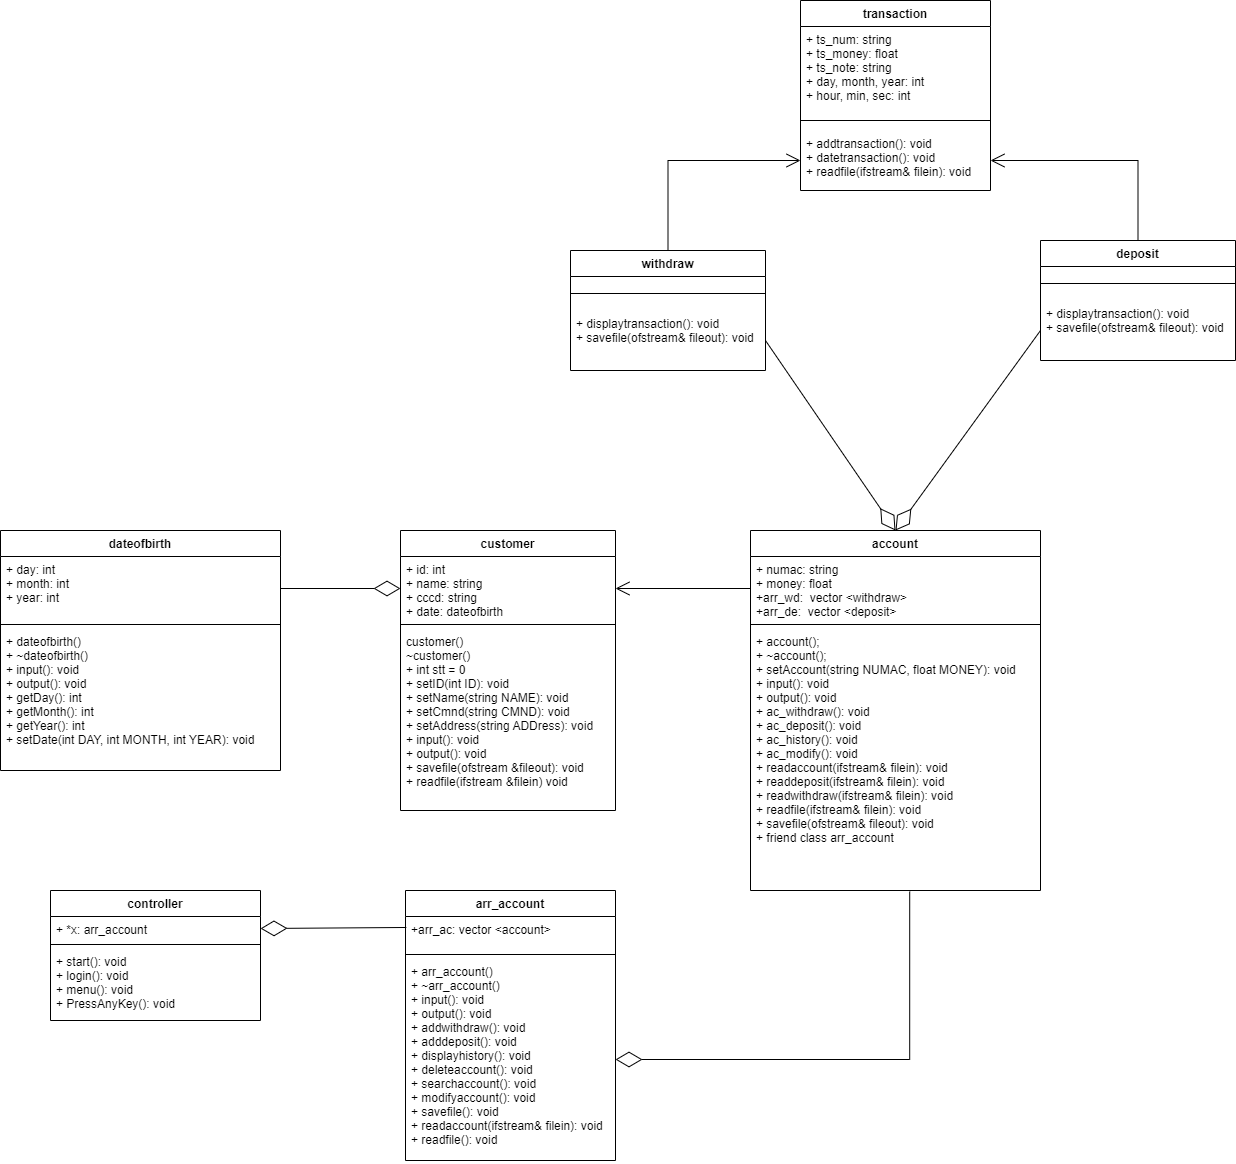 transaction
+ ts_num: string
+ ts_money: float
+ ts_note: string
+ day, month, year: int
+ hour, min, sec: int
+ addtransaction(): void
+ datetransaction(): void
+ readfile(ifstream& filein): void
withdraw
+ displaytransaction(): void
+ savefile(ofstream& fileout): void
deposit
+ displaytransaction(): void
+ savefile(ofstream& fileout): void
dateofbirth
+ day: int
+ month: int
+ year: int
+ dateofbirth()
+ ~dateofbirth()
+ input(): void
+ output(): void
+ getDay(): int
+ getMonth(): int
+ getYear(): int
+ setDate(int DAY, int MONTH, int YEAR): void
customer
+ id: int
+ name: string
+ cccd: string
+ date: dateofbirth
customer()
~customer()
+ int stt = 0
+ setID(int ID): void
+ setName(string NAME): void
+ setCmnd(string CMND): void
+ setAddress(string ADDress): void
+ input(): void
+ output(): void
+ savefile(ofstream &fileout): void
+ readfile(ifstream &filein) void
account
+ numac: string
+ money: float
+arr_wd:  vector <withdraw>
+arr_de:  vector <deposit>
+ account();
+ ~account();
+ setAccount(string NUMAC, float MONEY): void
+ input(): void
+ output(): void
+ ac_withdraw(): void
+ ac_deposit(): void
+ ac_history(): void
+ ac_modify(): void
+ readaccount(ifstream& filein): void
+ readdeposit(ifstream& filein): void
+ readwithdraw(ifstream& filein): void
+ readfile(ifstream& filein): void
+ savefile(ofstream& fileout): void
+ friend class arr_account
controller
+ *x: arr_account
+ start(): void
+ login(): void
+ menu(): void
+ PressAnyKey(): void
arr_account
+arr_ac: vector <account>
+ arr_account()
+ ~arr_account()
+ input(): void
+ output(): void
+ addwithdraw(): void
+ adddeposit(): void
+ displayhistory(): void
+ deleteaccount(): void
+ searchaccount(): void
+ modifyaccount(): void
+ savefile(): void
+ readaccount(ifstream& filein): void
+ readfile(): void